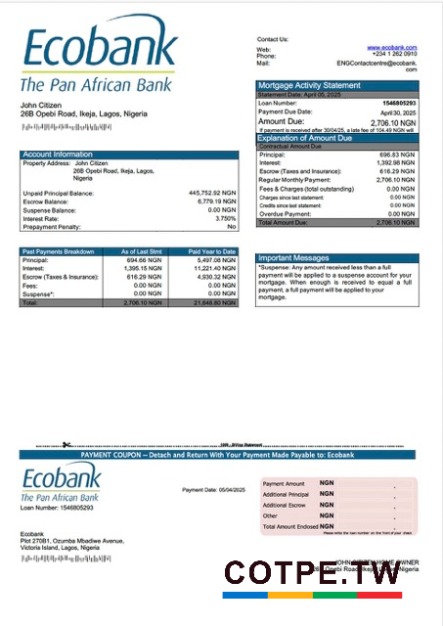 Ecobank
The Pan African Bank
John Citizen
26B Opebi Road, Ikeja, Lagos, Nigeria
Contact Us:
Web: www.ecobank.com
Phone: +234 1 262 0910
Mail: ENGContactcentre@ecobank.
com
Mortgage Activity Statement
Statement Date: April 05, 2025
Loan Number: 1546805293
Payment Due Date: April 30, 2025
Amount Due: 2,706.10 NGN
If payment is received after 30/04/25, a late fee of 104.49 NGN will
Explanation of Amount Due
Contractual Amount Due
Principal: 696.83 NGN
Interest: 1,392.98 NGN
Escrow (Taxes and Insurance): 616.29 NGN
Regular Monthly Payment: 2,706.10 NGN
Fees & Charges (total outstanding) 0.00 NGN
Charges since last statement: 0.00 NGN
Credits since last statement: 0.00 NGN
Overdue Payment: 0.00 NGN
Total Amount Due: 2,706.10 NGN
Account Information
Property Address: John Citizen
26B Opebi Road, Ikeja, Lagos,
Nigeria
Unpaid Principal Balance: 445,752.92 NGN
Escrow Balance: 6,779.19 NGN
Suspense Balance: 0.00 NGN
Interest Rate: 3.750%
Prepayment Penalty: No
Past Payments Breakdown As of Last Stmt Paid Year to Date
Principal: 694.66 NGN 5,497.08 NGN
Interest: 1,395.15 NGN 11,221.40 NGN
Escrow (Taxes & Insurance): 616.29 NGN 4,930.32 NGN
Fees: 0.00 NGN 0.00 NGN
Suspense*: 0.00 NGN 0.00 NGN
Total: 2,706.10 NGN 21,648.80 NGN
Important Messages
*Suspense: Any amount received less than a full
payment will be applied to a suspense account for your
mortgage. When enough is received to equal a full
payment, a full payment will be applied to your
mortgage.
PAYMENT COUPON – Detach and Return With Your Payment Made Payable to: Ecobank
Ecobank
The Pan African Bank
Loan Number: 1546805293
Payment Date: 05/04/2025
Payment Amount NGN .
Additional Principal NGN .
Additional Escrow NGN .
Other NGN .
Total Amount Enclosed NGN .
Please write the loan number on the front of your check.
Ecobank
Plot 270B1, Ozumba Mbadiwe Avenue,
Victoria Island, Lagos, Nigeria
COTPE.TW